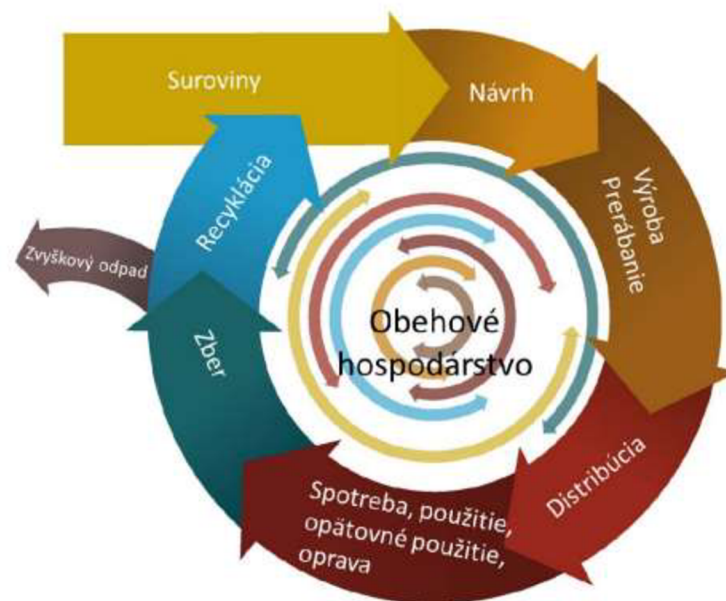 Suroviny
Návrh
Výroba
Prerábanie
Distribúcia
Spotreba, použitie,
opätovné použitie,
oprava
Zber
Recyklácia
Zvyškový odpad
Obehové
hospodárstvo